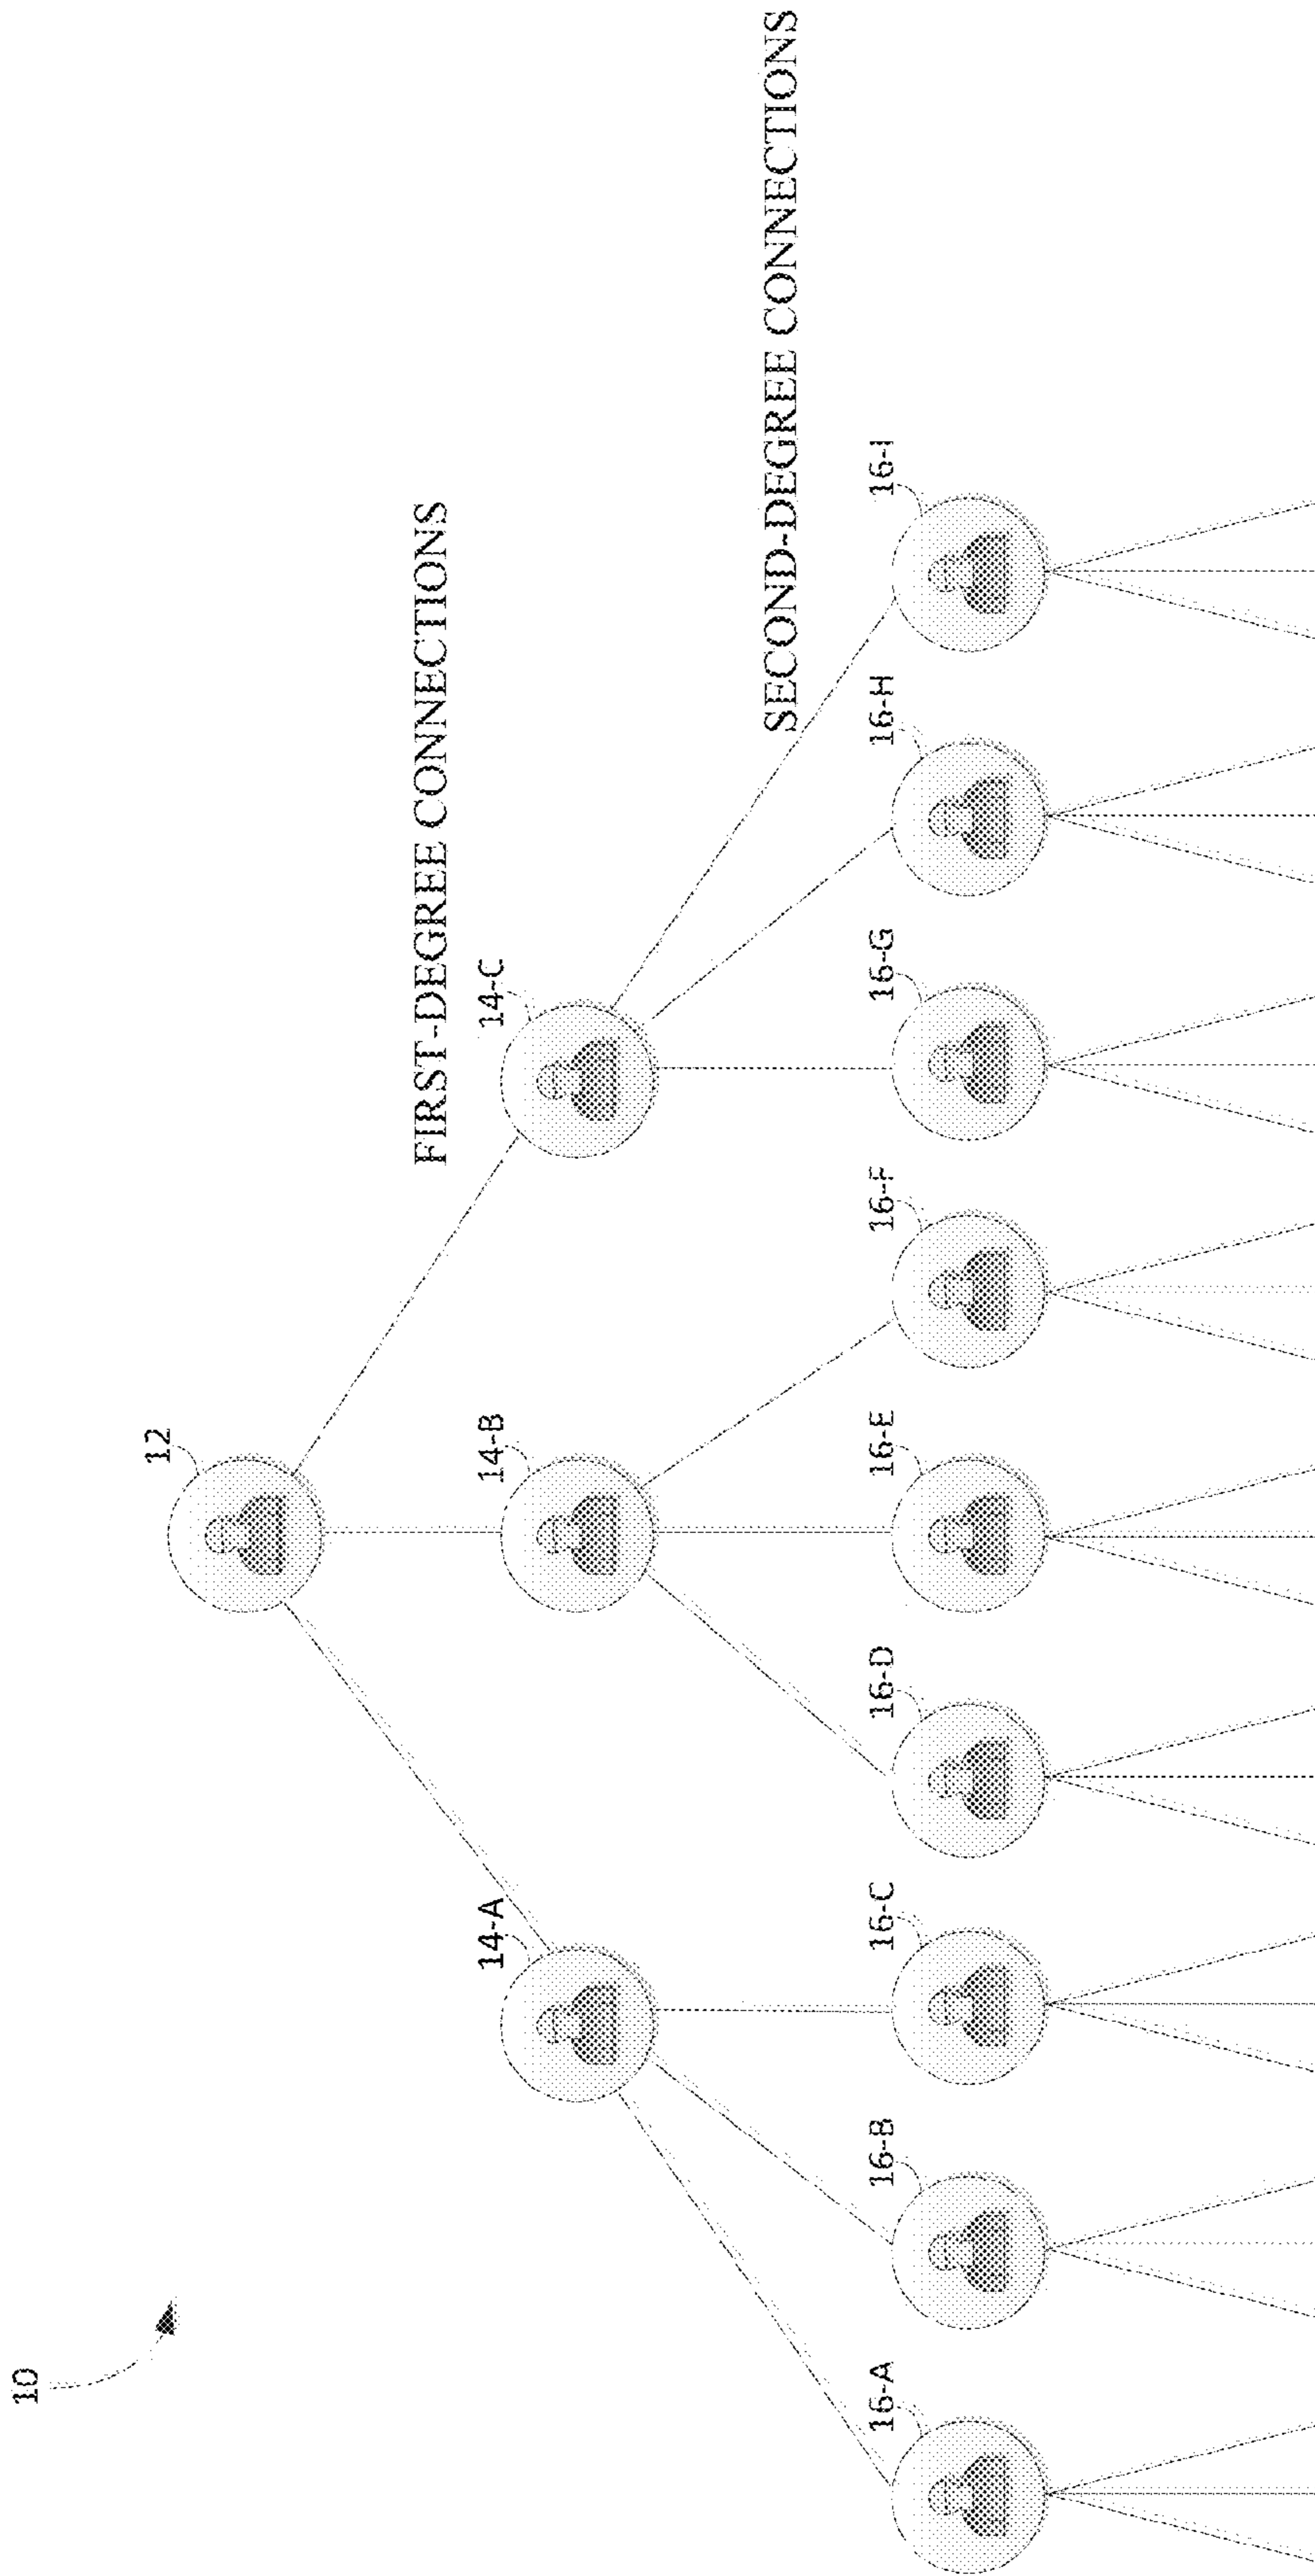 10
12
FIRST-DEGREE CONNECTIONS
14-A
14-B
14-C
SECOND-DEGREE CONNECTIONS
16-A
16-B
16-C
16-D
16-E
16-F
16-G
16-H
16-I